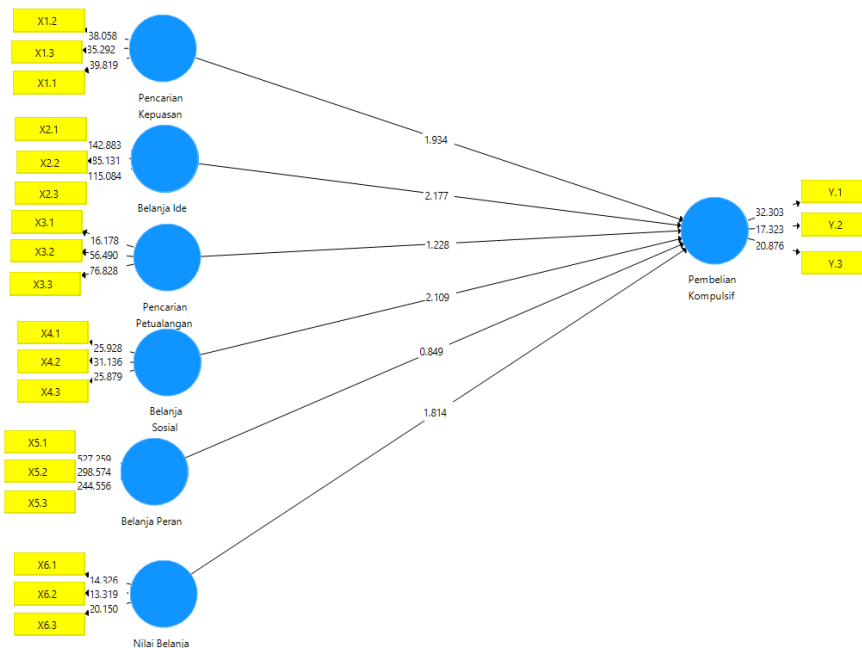 X1.2
X1.3
X1.1
38.058
35.292
39.819
Pencarian
Kepuasan
X2.1
X2.2
X2.3
142.883
85.131
115.084
Belanja Ide
X3.1
X3.2
X3.3
16.178
56.490
76.828
Pencarian
Petualangan
X4.1
X4.2
X4.3
25.928
31.136
25.879
Belanja
Sosial
X5.1
X5.2
X5.3
527.259
298.574
244.556
Belanja Peran
X6.1
X6.2
X6.3
14.326
13.319
20.150
Nilai Belanja
1.934
2.177
1.228
2.109
0.849
1.814
Pembelian
Kompulsif
32.303
17.323
20.876
Y.1
Y.2
Y.3